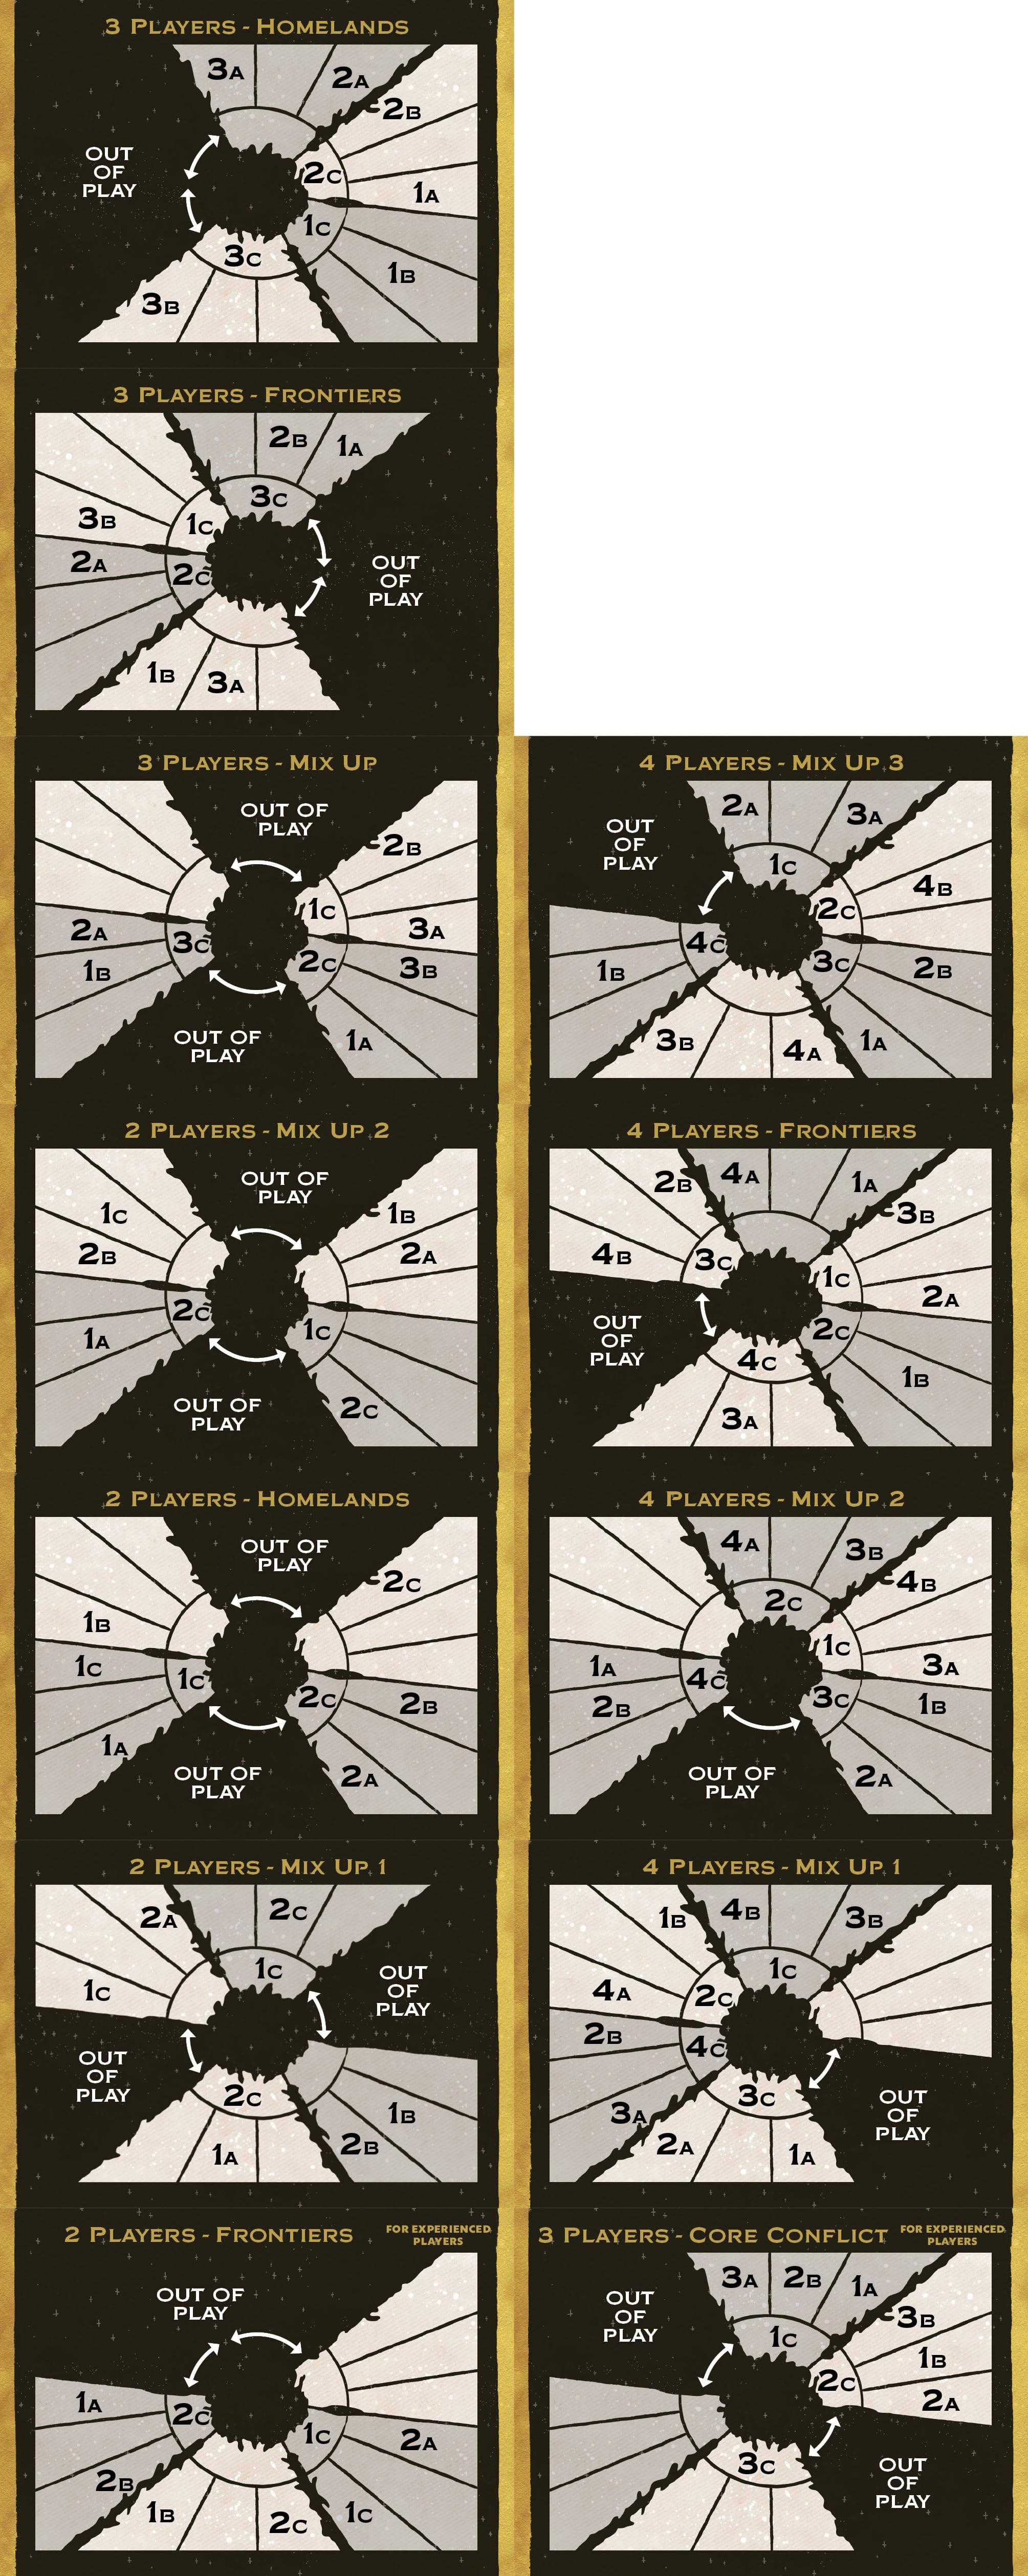 3 Players - Homelands
3A
2A
2B
OUT
OF
PLAY
2C
1A
1C
3C
1B
3B
3 Players - Frontiers
2B
1A
3C
3B
1C
2A
2C
OUT
OF
PLAY
1B
3A
3 Players - Mix Up
OUT OF
PLAY
2B
1C
2A
3A
3C
2C
1B
3B
OUT OF
PLAY
1A
4 Players - Mix Up 3
2A
3A
OUT
OF
PLAY
1C
4B
2C
4C
3C
1B
2B
3B
4A
1A
2 Players - Mix Up 2
OUT OF
PLAY
1C
1B
2B
2A
2C
1C
1A
OUT OF
PLAY
2C
4 Players - Frontiers
2B
4A
1A
3B
4B
3C
1C
2A
OUT
OF
PLAY
2C
4C
1B
3A
2 Players - Homelands
OUT OF
PLAY
2C
1B
1C
1C
2C
2B
1A
OUT OF
PLAY
2A
4 Players - Mix Up 2
4A
3B
4B
2C
1C
1A
3A
4C
3C
2B
1B
OUT OF
PLAY
2A
2 Players - Mix Up 1
2A
2C
1C
1C
OUT
OF
PLAY
OUT
OF
PLAY
2C
1B
1A
2B
4 Players - Mix Up 1
1B
4B
3B
1C
4A
2C
2B
4C
3C
3A
2A
1A
OUT
OF
PLAY
2 Players - Frontiers
FOR EXPERIENCED
PLAYERS
OUT OF
PLAY
1A
2C
1C
2A
2B
1B
2C
1C
3 Players - Core Conflict
FOR EXPERIENCED
PLAYERS
3A
2B
1A
OUT
OF
PLAY
3B
1C
1B
2C
2A
3C
OUT
OF
PLAY